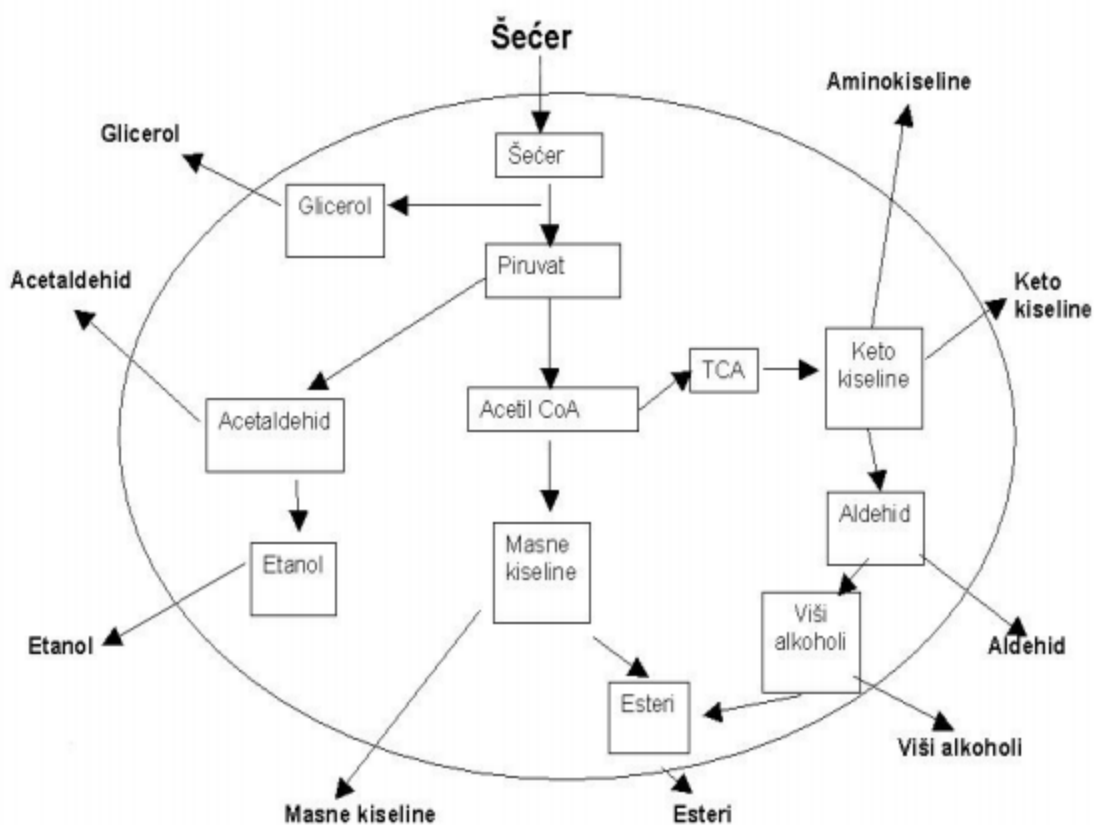 Šećer
Aminokiseline
Glicerol
Šećer
Glicerol
Piruvat
Acetaldehid
Keto
kiseline
Keto
kiseline
TCA
Acetil CoA
Acetaldehid
Aldehid
Masne
kiseline
Etanol
Viši
alkoholi
Etanol
Aldehid
Esteri
Viši alkoholi
Masne kiseline
Esteri